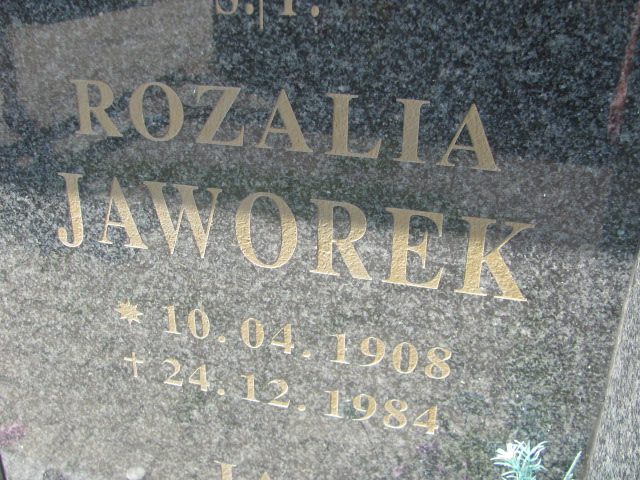 ROZALIA
JAWOREK
* 10.04.1908
† 24.12.1984